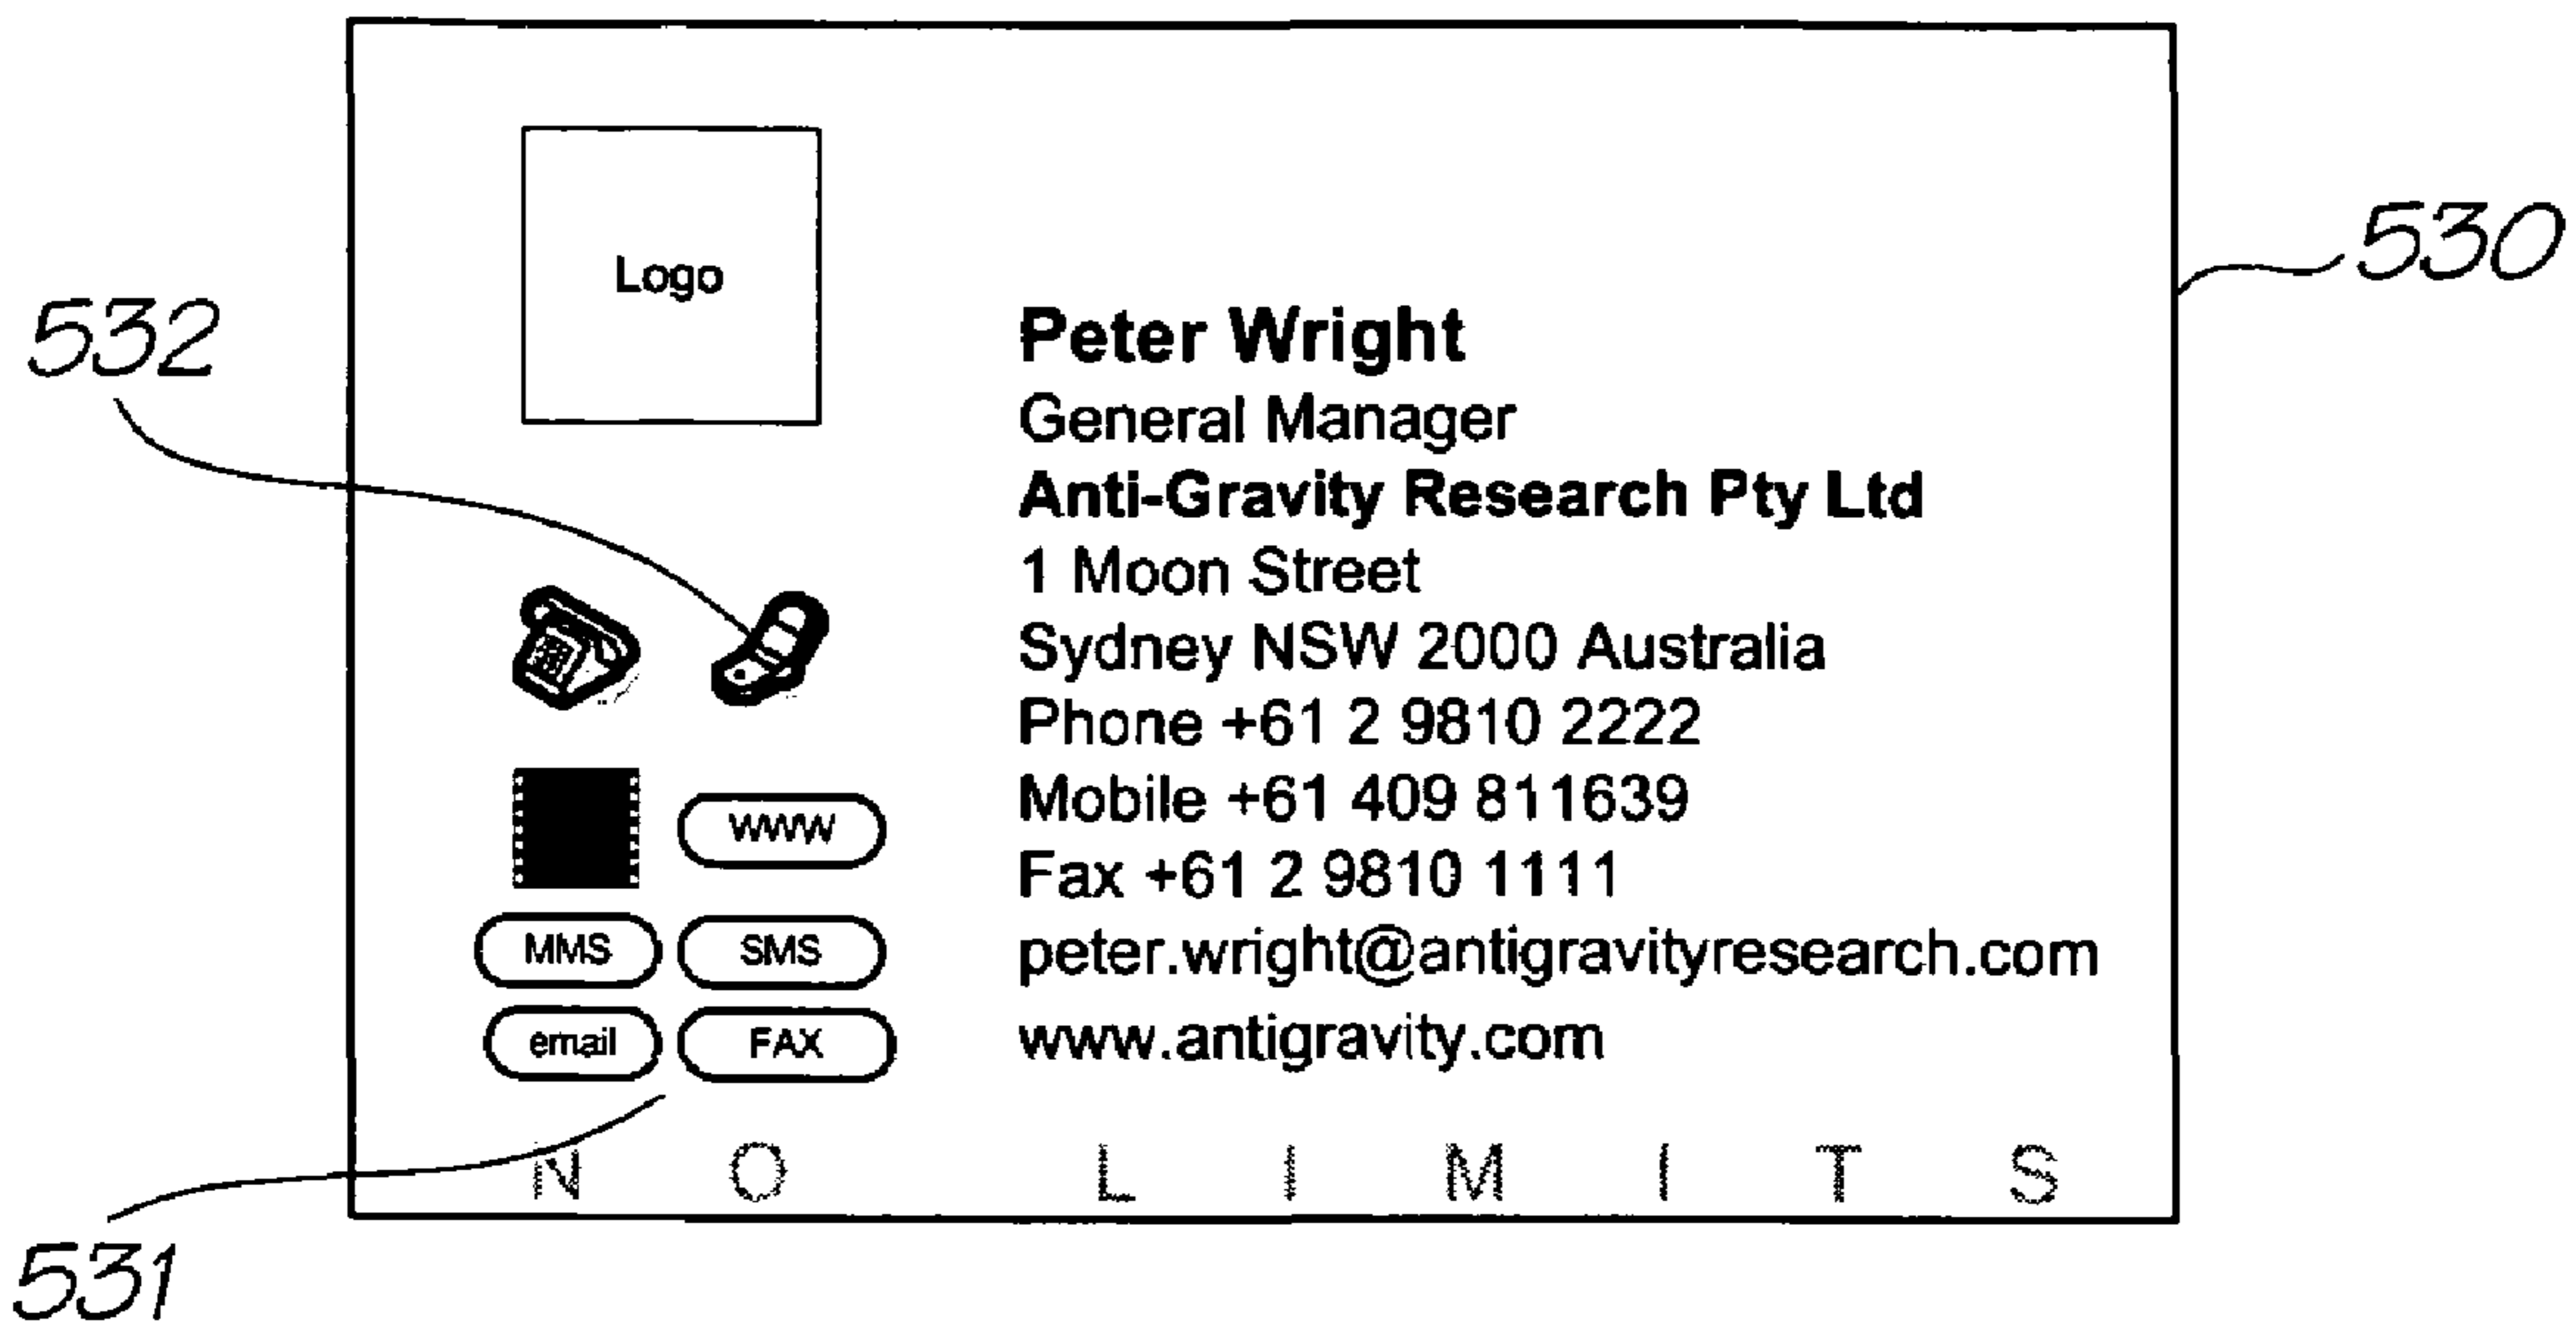 530
Logo
532
Peter Wright
General Manager
Anti-Gravity Research Pty Ltd
1 Moon Street
Sydney NSW 2000 Australia
Phone +61 2 9810 2222
Mobile +61 409 811639
Fax +61 2 9810 1111
peter.wright@antigravityresearch.com
www.antigravity.com
WWW
MMS SMS
email FAX
NO LIMITS
531